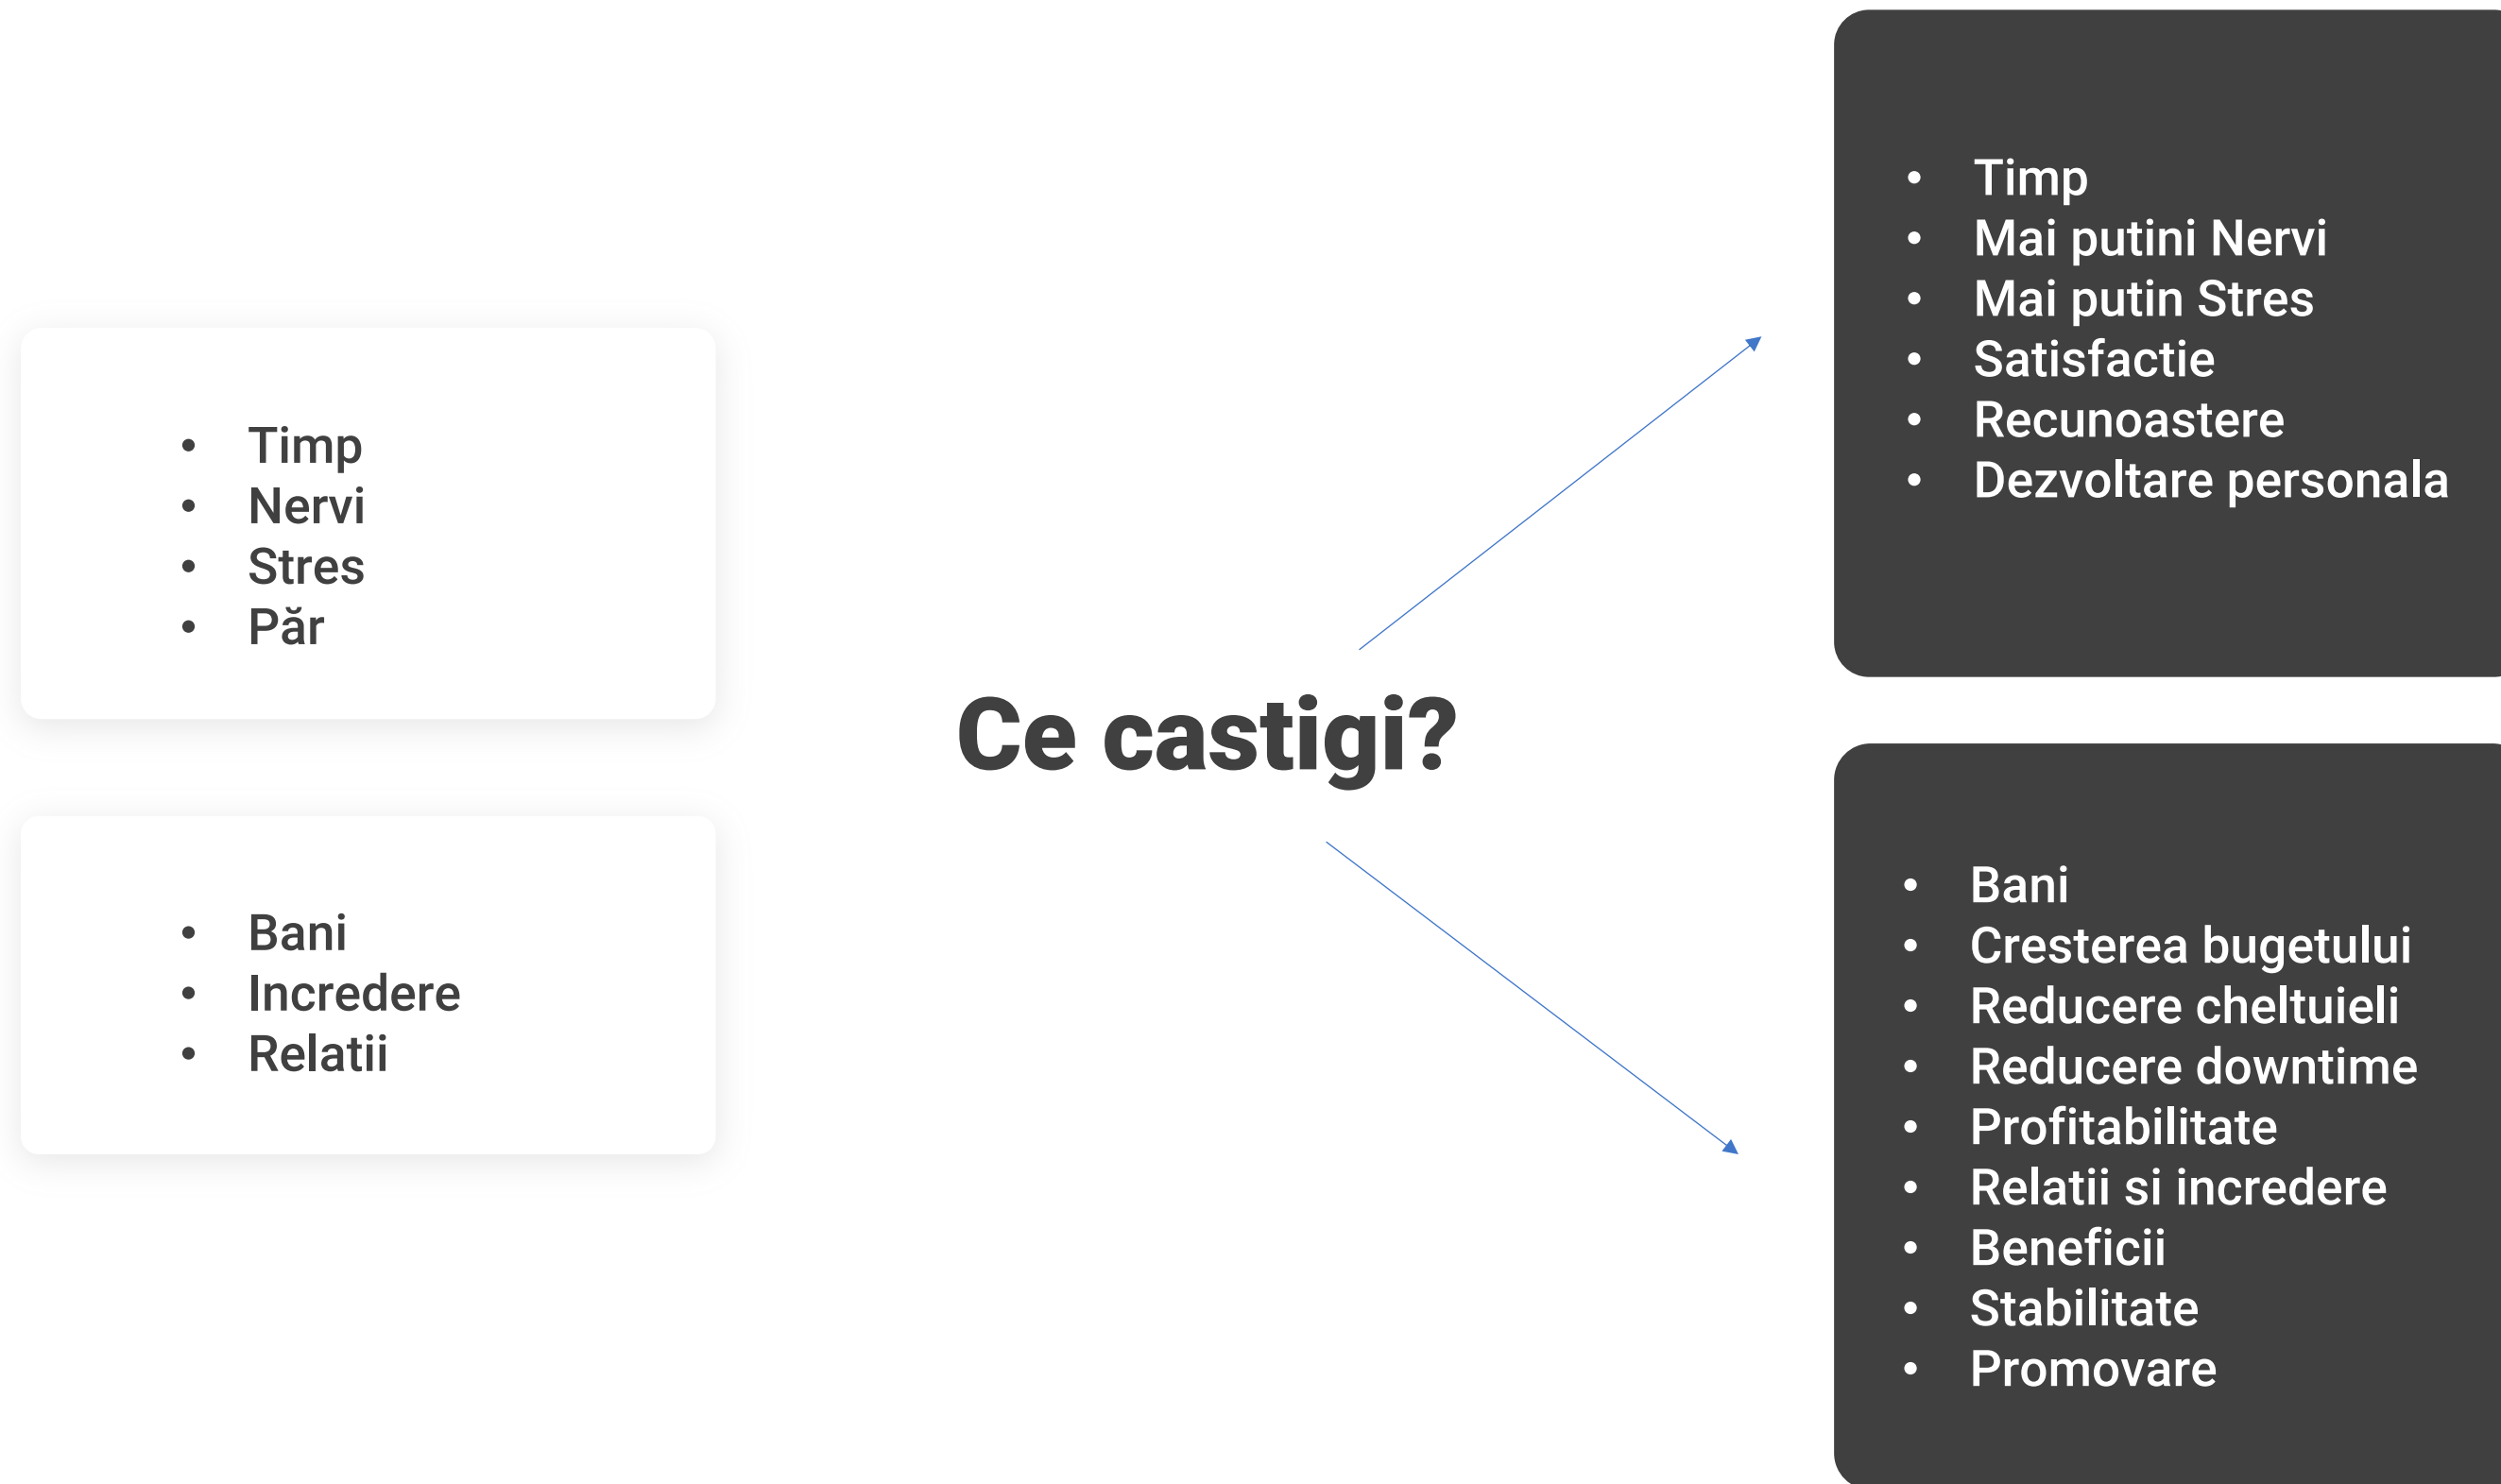 • Timp
• Nervi
• Stres
• Păr
• Bani
• Incredere
• Relatii
Ce castigi?
• Timp
• Mai putini Nervi
• Mai putin Stres
• Satisfactie
• Recunoastere
• Dezvoltare personala
• Bani
• Cresterea bugetului
• Reducere cheltuieli
• Reducere downtime
• Profitabilitate
• Relatii si incredere
• Beneficii
• Stabilitate
• Promovare